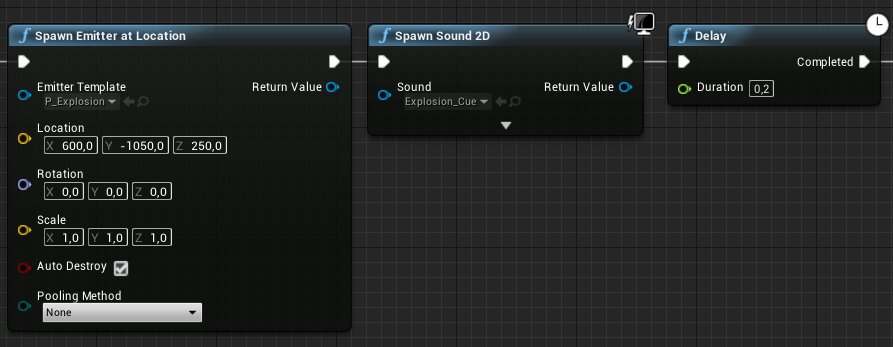 Spawn Emitter at Location
Emitter Template
Return Value
P_Explosion
Location
X 600,0 Y -1050,0 Z 250,0
Rotation
X 0,0 Y 0,0 Z 0,0
Scale
X 1,0 Y 1,0 Z 1,0
Auto Destroy
Pooling Method
None
Spawn Sound 2D
Sound
Return Value
Explosion_Cue
Delay
Completed
Duration 0,2